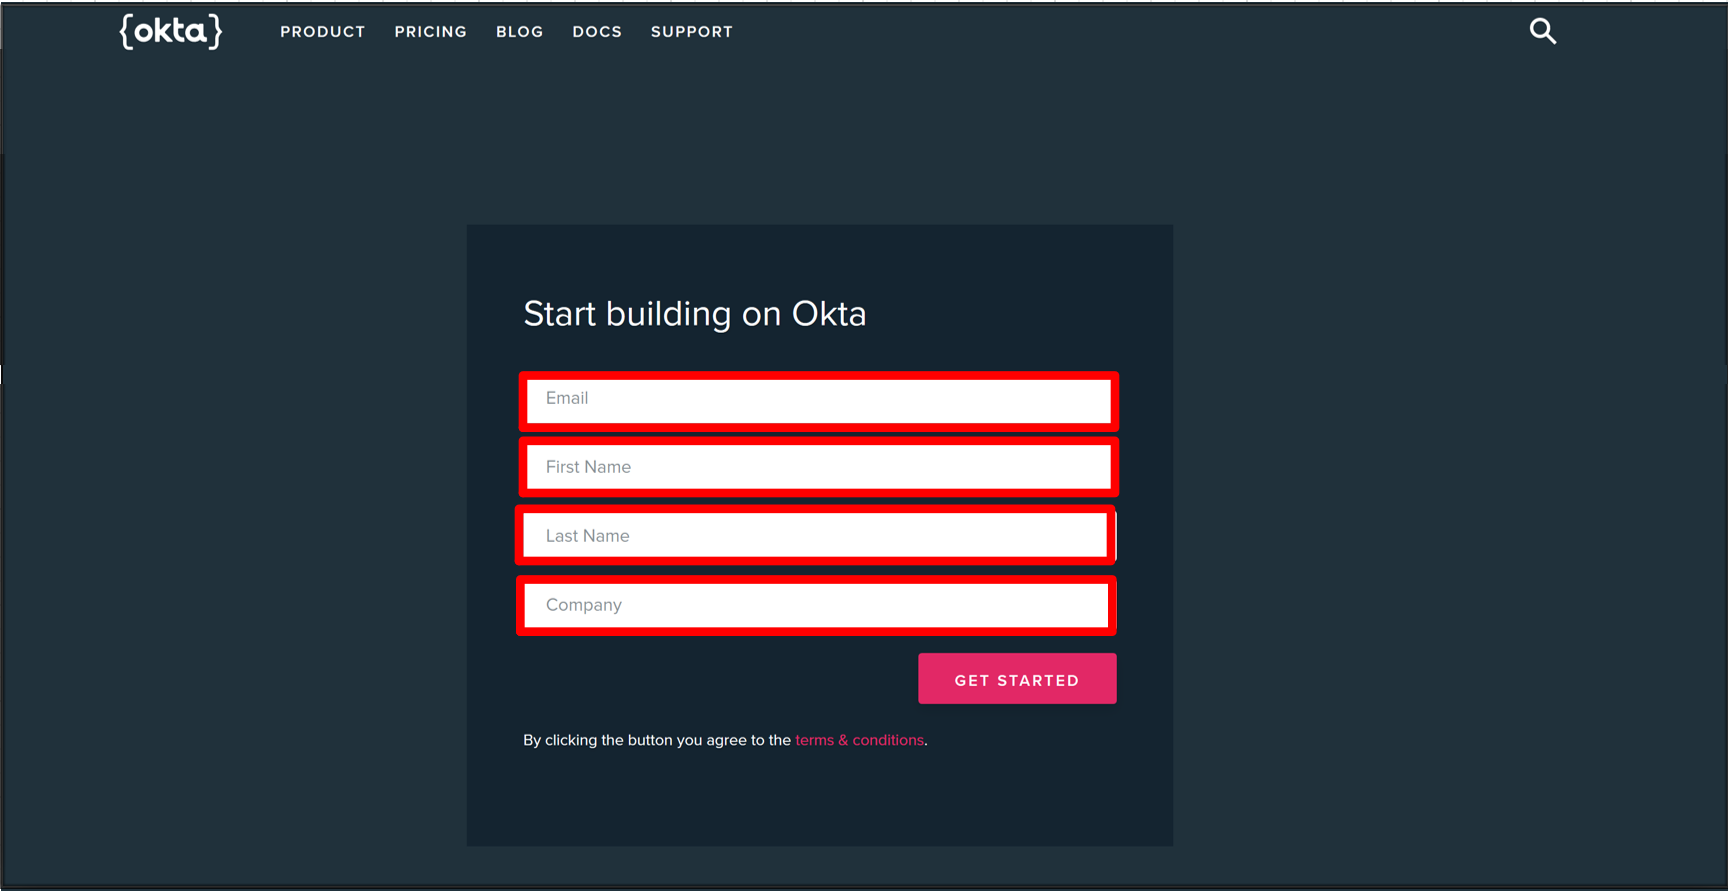 {okta} PRODUCT PRICING BLOG DOCS SUPPORT
Start building on Okta
Email
First Name
Last Name
Company
GET STARTED
By clicking the button you agree to the terms & conditions.